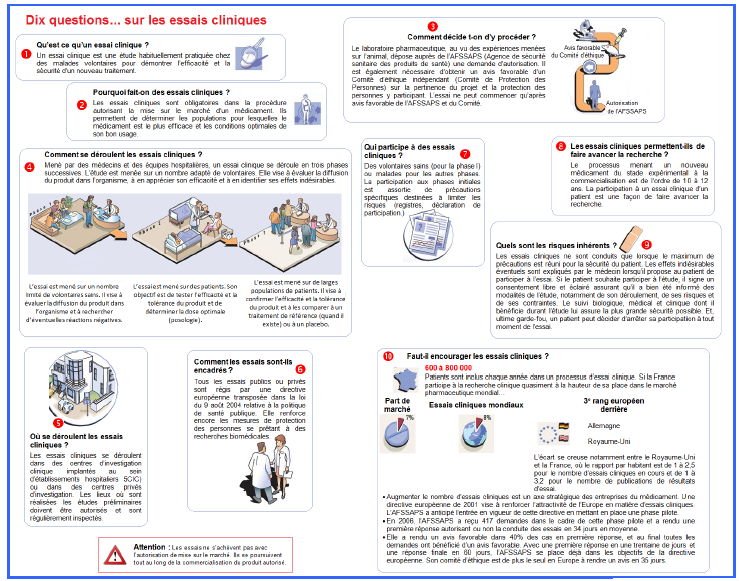 Dix questions... sur les essais cliniques
1
Qu'est ce qu'un essai clinique ?
Un essai clinique est une étude habituellement pratiquée chez
des malades volontaires pour démontrer l'efficacité et la
sécurité d'un nouveau traitement.
2
Pourquoi fait-on des essais cliniques ?
Les essais cliniques sont obligatoires dans la procédure
autorisant la mise sur le marché d'un médicament. Ils
permettent de déterminer les populations pour lesquelles le
médicament est le plus efficace et les conditions optimales de
son bon usage.
3
Comment décide t-on d'y procéder ?
Le laboratoire pharmaceutique, au vu des expériences menées
sur l'animal, dépose auprès de l'AFSSAPS (Agence de sécurité
sanitaire des produits de santé) une demande d'autorisation. Il
est également nécessaire d'obtenir un avis favorable d'un
Comité d'éthique indépendant (Comité de Protection des
Personnes) sur la pertinence du projet et la protection des
personnes y participant. L'essai ne peut commencer qu'après
avis favorable de l'AFSSAPS et du Comité.
Avis favorable
du Comité d'éthique
Autorisation
de l'AFSSAPS
4
Comment se déroulent les essais cliniques ?
Mené par des médecins et des équipes hospitalières, un essai clinique se déroule en trois phases
successives. L'étude est menée sur un nombre adapté de volontaires. Elle vise à évaluer la diffusion
du produit dans l'organisme, à en apprécier son efficacité et à en identifier ses effets indésirables.
L'essai est mené sur un nombre
limité de volontaires sains. Il vise à
évaluer la diffusion du produit dans
l'organisme et à rechercher
d'éventuelles réactions négatives.
L'essai est mené sur des patients. Son
objectif est de tester l'efficacité et la
tolérance du produit et de
déterminer la dose optimale
(posologie).
L'essai est mené sur de larges
populations de patients. Il vise à
confirmer l'efficacité et la tolérance
du produit et à les comparer à un
traitement de référence (quand il
existe) ou à un placebo.
Qui participe à des essais
cliniques ?
7
Des volontaires sains (pour la phase I)
ou malades pour les autres phases.
La participation aux phases initiales
est assortie de précautions
spécifiques destinées à limiter les
risques (registres, déclaration de
participation.)
8
Les essais cliniques permettent-ils de
faire avancer la recherche ?
Le processus menant un nouveau
médicament du stade expérimental à la
commercialisation est de l'ordre de 10 à 12
ans. La participation à un essai clinique d'un
patient est une façon de faire avancer la
recherche.
Quels sont les risques inhérents ?
9
Les essais cliniques ne sont conduits que lorsque le maximum de
précautions est réuni pour la sécurité du patient. Les effets indésirables
éventuels sont expliqués par le médecin lorsqu'il propose au patient de
participer à l'essai. Si le patient souhaite participer à l'étude, il signe un
consentement libre et éclairé assurant qu'il a bien été informé des
modalités de l'étude, notamment de son déroulement, de ses risques et
de ses contraintes. Le suivi biologique, médical et clinique dont il
bénéficie durant l'étude lui assure la plus grande sécurité possible. Et,
ultime garde-fou, un patient peut décider d'arrêter sa participation à tout
moment de l'essai.
5
Où se déroulent les essais
cliniques ?
Les essais cliniques se déroulent
dans des centres d'investigation
clinique implantés au sein
d'établissements hospitaliers 5CIC)
ou dans des centres privés
d'investigation. Les lieux où sont
réalisées les études préliminaires
doivent être autorisés et sont
régulièrement inspectés.
Comment les essais sont-ils
encadrés ?
6
Tous les essais publics ou privés
sont régis par une directive
européenne transposée dans la loi
du 9 août 2004 relative à la politique
de santé publique. Elle renforce
encore les mesures de protection
des personnes se prêtant à des
recherches biomédicales.
10
Faut-il encourager les essais cliniques ?
600 à 800 000
Patients sont inclus chaque année dans un processus d'essai clinique. Si la France
participe à la recherche clinique quasiment à la hauteur de sa place dans le marché
pharmaceutique mondial...
Part de
marché
7%
Essais cliniques mondiaux
8%
3e rang européen
derrière
Allemagne
Royaume-Uni
L'écart se creuse notamment entre le Royaume-Uni
et la France, où le rapport par habitant est de 1 à 2,5
pour le nombre d'essais cliniques en cours et de 1 à
3,2 pour le nombre de publications de résultats
d'essai.
• Augmenter le nombre d'essais cliniques est un axe stratégique des entreprises du médicament. Une
directive européenne de 2001 vise à renforcer l'attractivité de l'Europe en matière d'essais cliniques.
L'AFSSAPS a anticipé l'entrée en vigueur de cette directive en mettant en place une phase pilote.
• En 2006, l'AFSSAPS a reçu 417 demandes dans le cadre de cette phase pilote et a rendu une
première réponse autorisant ou non la conduite des essais en 34 jours en moyenne.
• Elle a rendu un avis favorable dans 40% des cas en première réponse, et au final toutes les
demandes ont bénéficié d'un avis favorable. Avec une première réponse en une trentaine de jours et
une réponse finale en 60 jours, l'AFSSAPS se place déjà dans les objectifs de la directive
européenne. Son comité d'éthique est de plus le seul en Europe à rendre un avis en 35 jours.
Attention : Les essais ne s'achèvent pas avec
l'autorisation de mise sur le marché. Ils se poursuivent
tout au long de la commercialisation du produit autorisé.